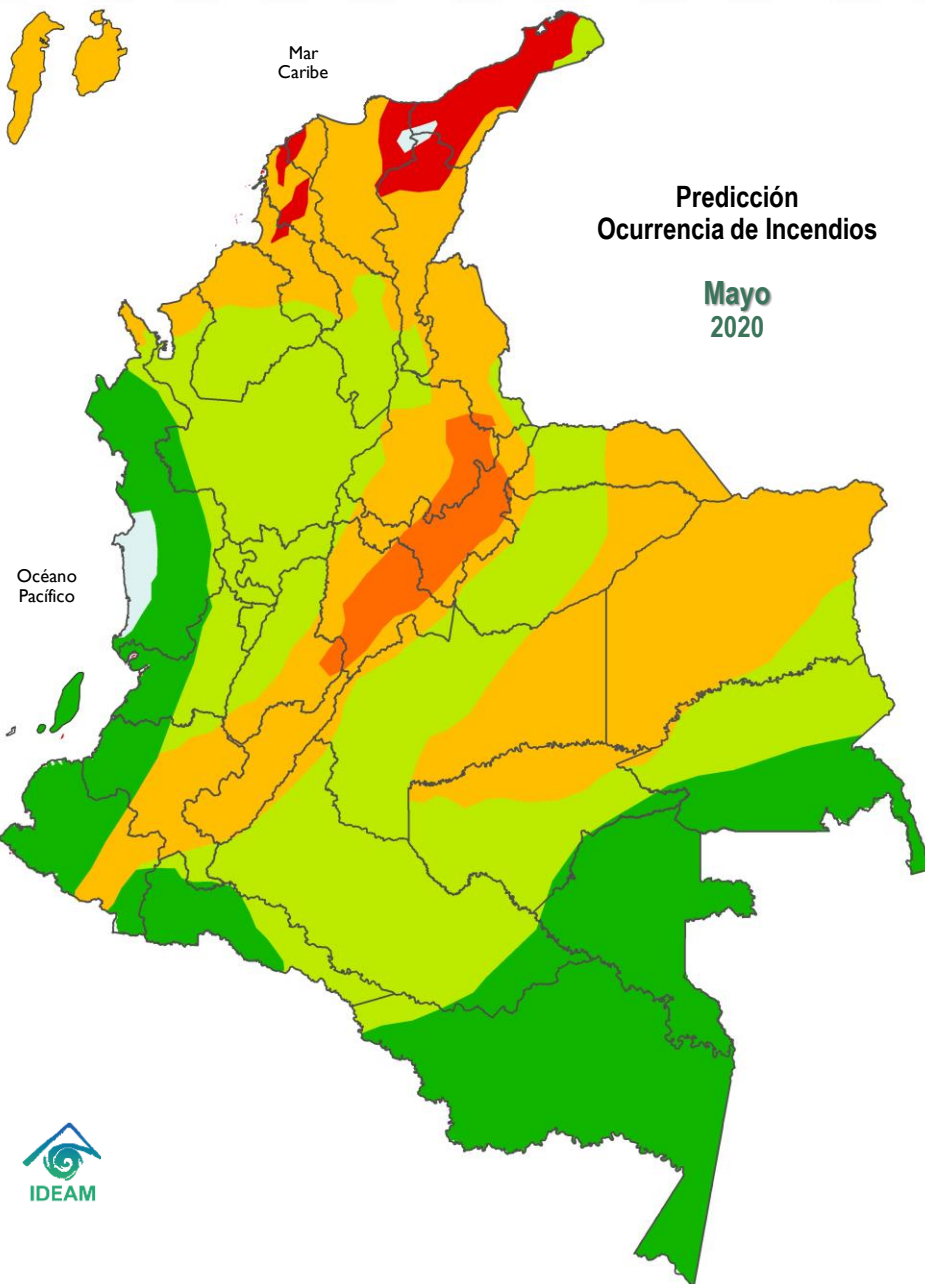 Mar
Caribe
Predicción
Ocurrencia de Incendios
Mayo
2020
Océano
Pacífico
IDEAM